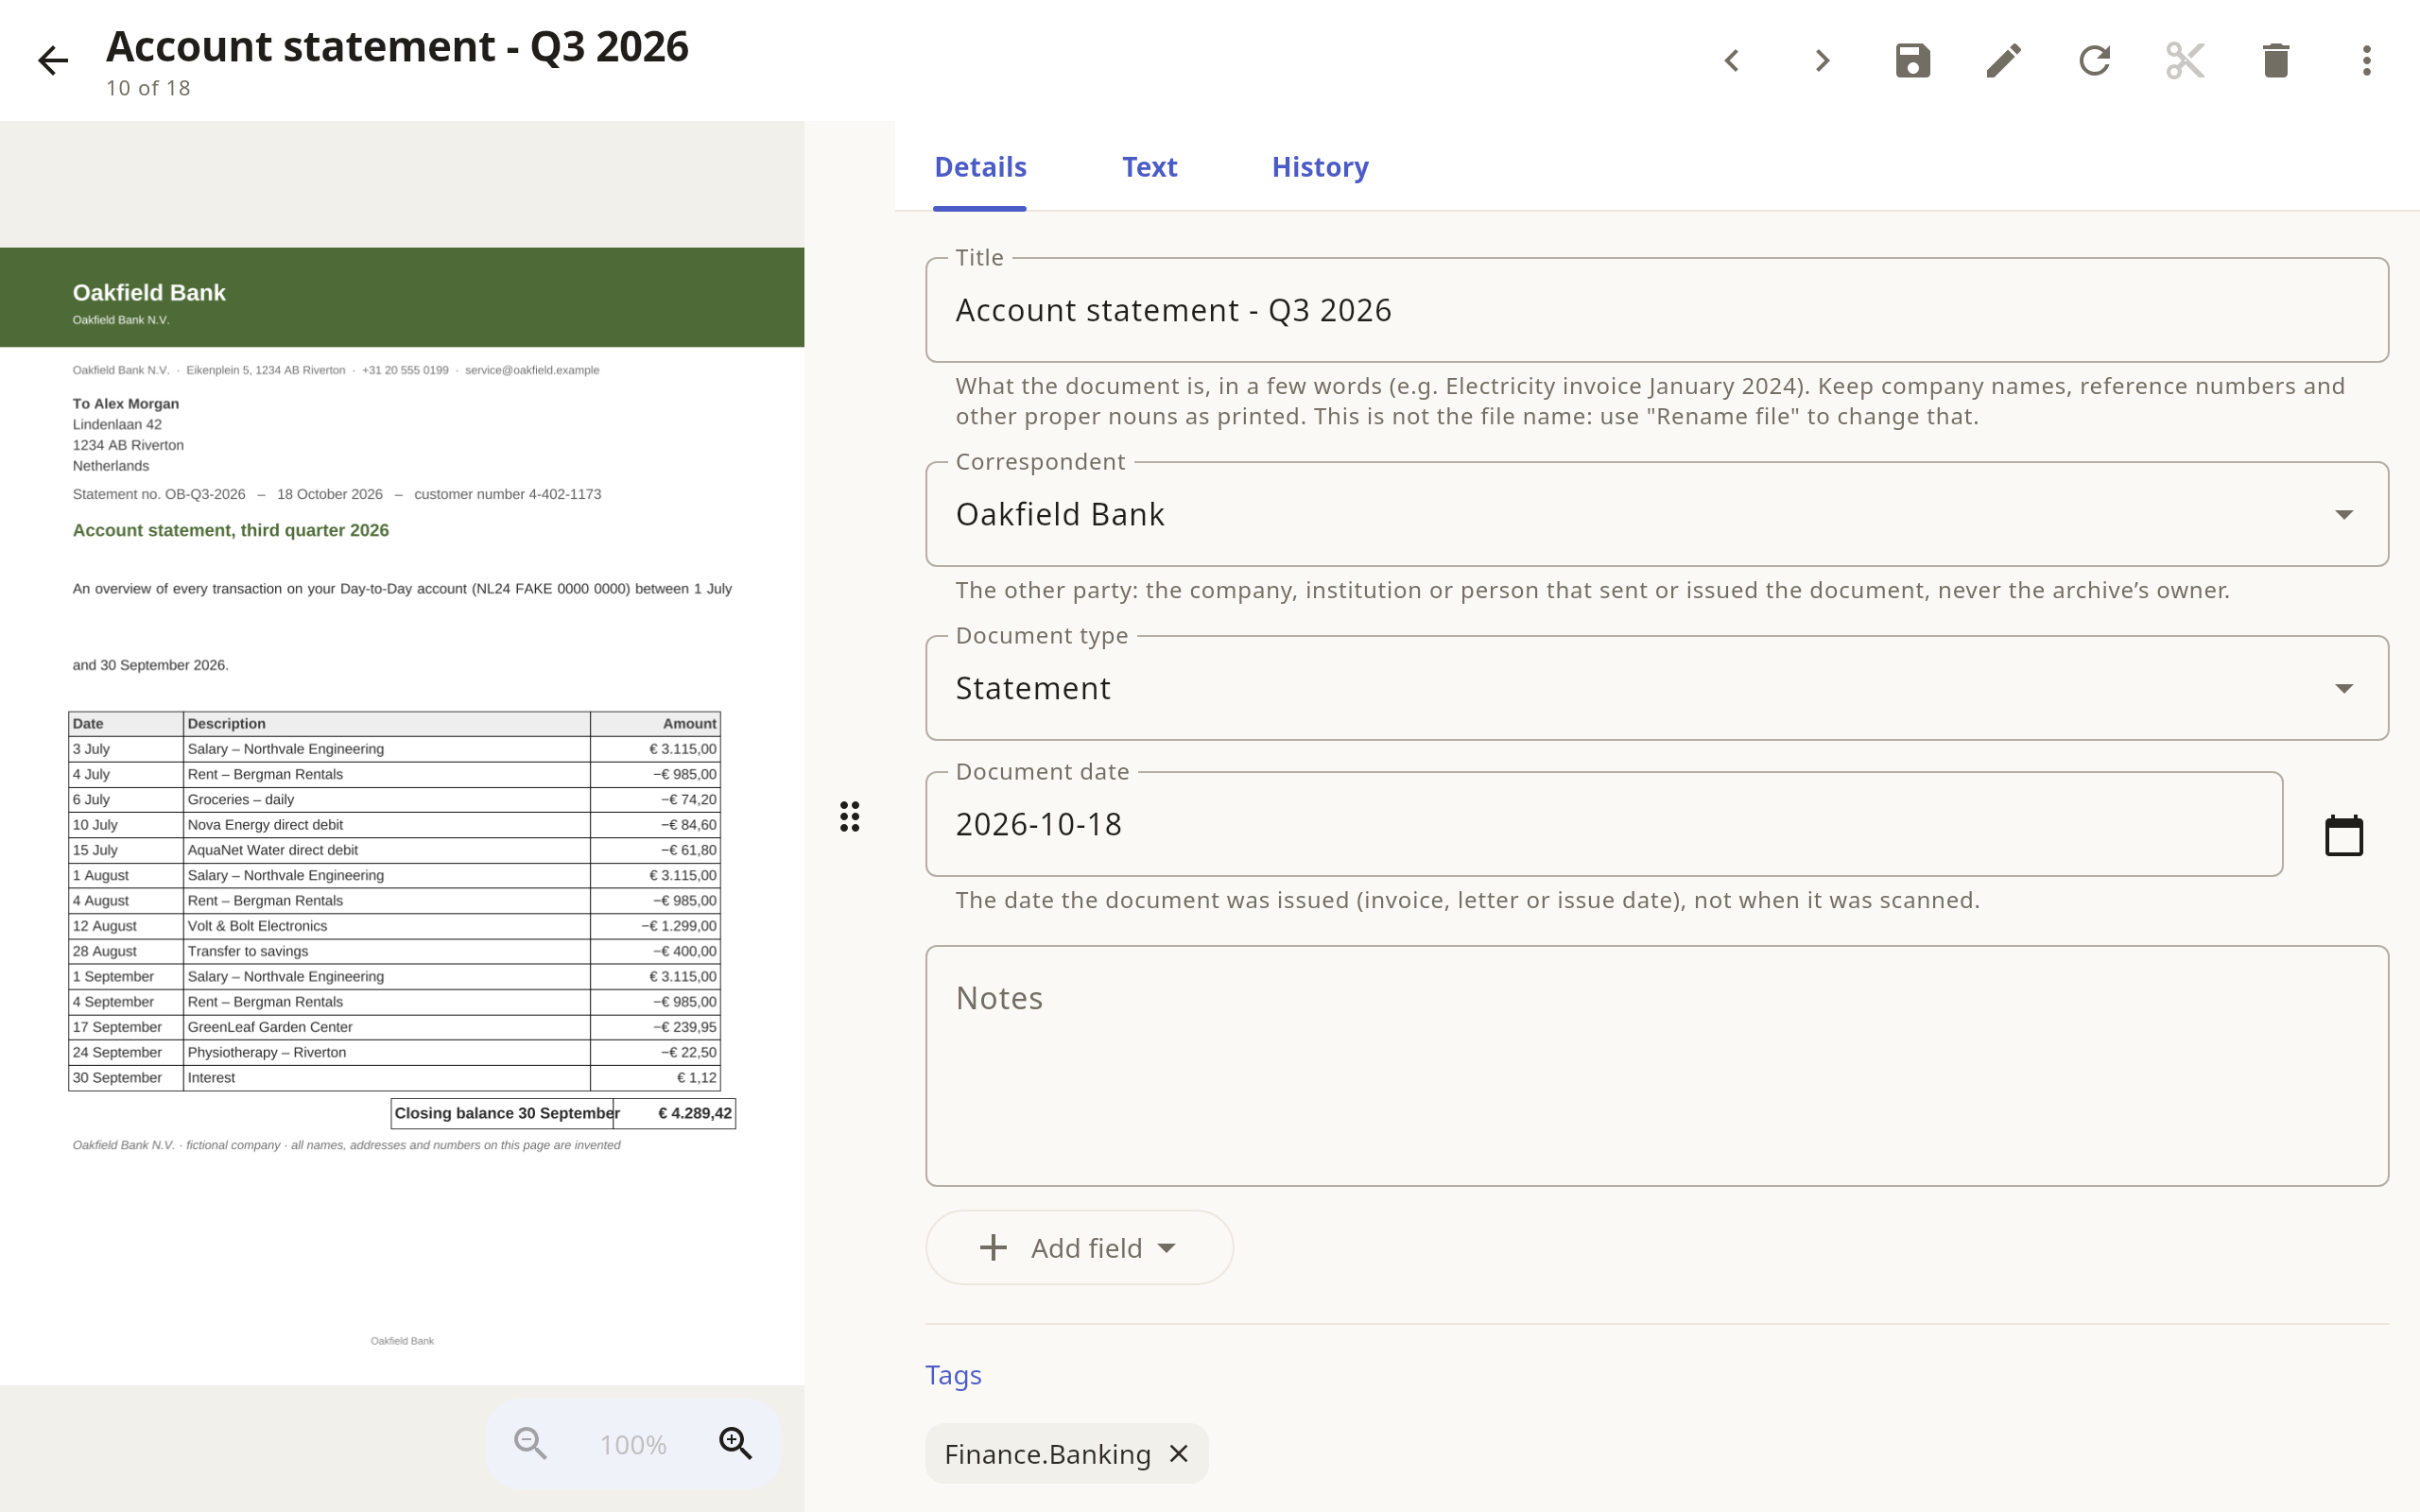 Account statement - Q3 2026
10 of 18
Oakfield Bank
Oakfield Bank N.V.
Oakfield Bank N.V. · Eikenplein 5, 1234 AB Riverton · +31 20 555 0199 · service@oakfield.example
To Alex Morgan
Lindenlaan 42
1234 AB Riverton
Netherlands
Statement no. OB-Q3-2026 – 18 October 2026 – customer number 4-402-1173
Account statement, third quarter 2026
An overview of every transaction on your Day-to-Day account (NL24 FAKE 0000 0000) between 1 July
and 30 September 2026.
Date Description Amount
3 July Salary – Northvale Engineering € 3.115,00
4 July Rent – Bergman Rentals −€ 985,00
6 July Groceries – daily −€ 74,20
10 July Nova Energy direct debit −€ 84,60
15 July AquaNet Water direct debit −€ 61,80
1 August Salary – Northvale Engineering € 3.115,00
4 August Rent – Bergman Rentals −€ 985,00
12 August Volt & Bolt Electronics −€ 1.299,00
28 August Transfer to savings −€ 400,00
1 September Salary – Northvale Engineering € 3.115,00
4 September Rent – Bergman Rentals −€ 985,00
17 September GreenLeaf Garden Center −€ 239,95
24 September Physiotherapy – Riverton −€ 22,50
30 September Interest € 1,12
Closing balance 30 September € 4.289,42
Oakfield Bank N.V. · fictional company · all names, addresses and numbers on this page are invented
Oakfield Bank
100%
Details Text History
Title
Account statement - Q3 2026
What the document is, in a few words (e.g. Electricity invoice January 2024). Keep company names, reference numbers and
other proper nouns as printed. This is not the file name: use "Rename file" to change that.
Correspondent
Oakfield Bank
The other party: the company, institution or person that sent or issued the document, never the archive’s owner.
Document type
Statement
Document date
2026-10-18
The date the document was issued (invoice, letter or issue date), not when it was scanned.
Notes
Add field
Tags
Finance.Banking